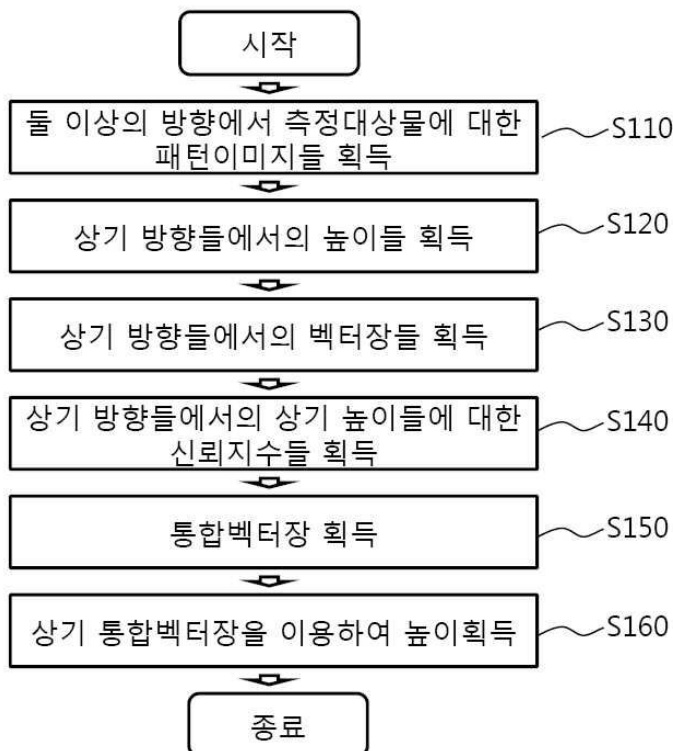 시작
둘 이상의 방향에서 측정대상물에 대한
패턴이미지들 획득
S110
상기 방향들에서의 높이들 획득
S120
상기 방향들에서의 벡터장들 획득
S130
상기 방향들에서의 상기 높이들에 대한
신뢰지수들 획득
S140
통합벡터장 획득
S150
상기 통합벡터장을 이용하여 높이획득
S160
종료